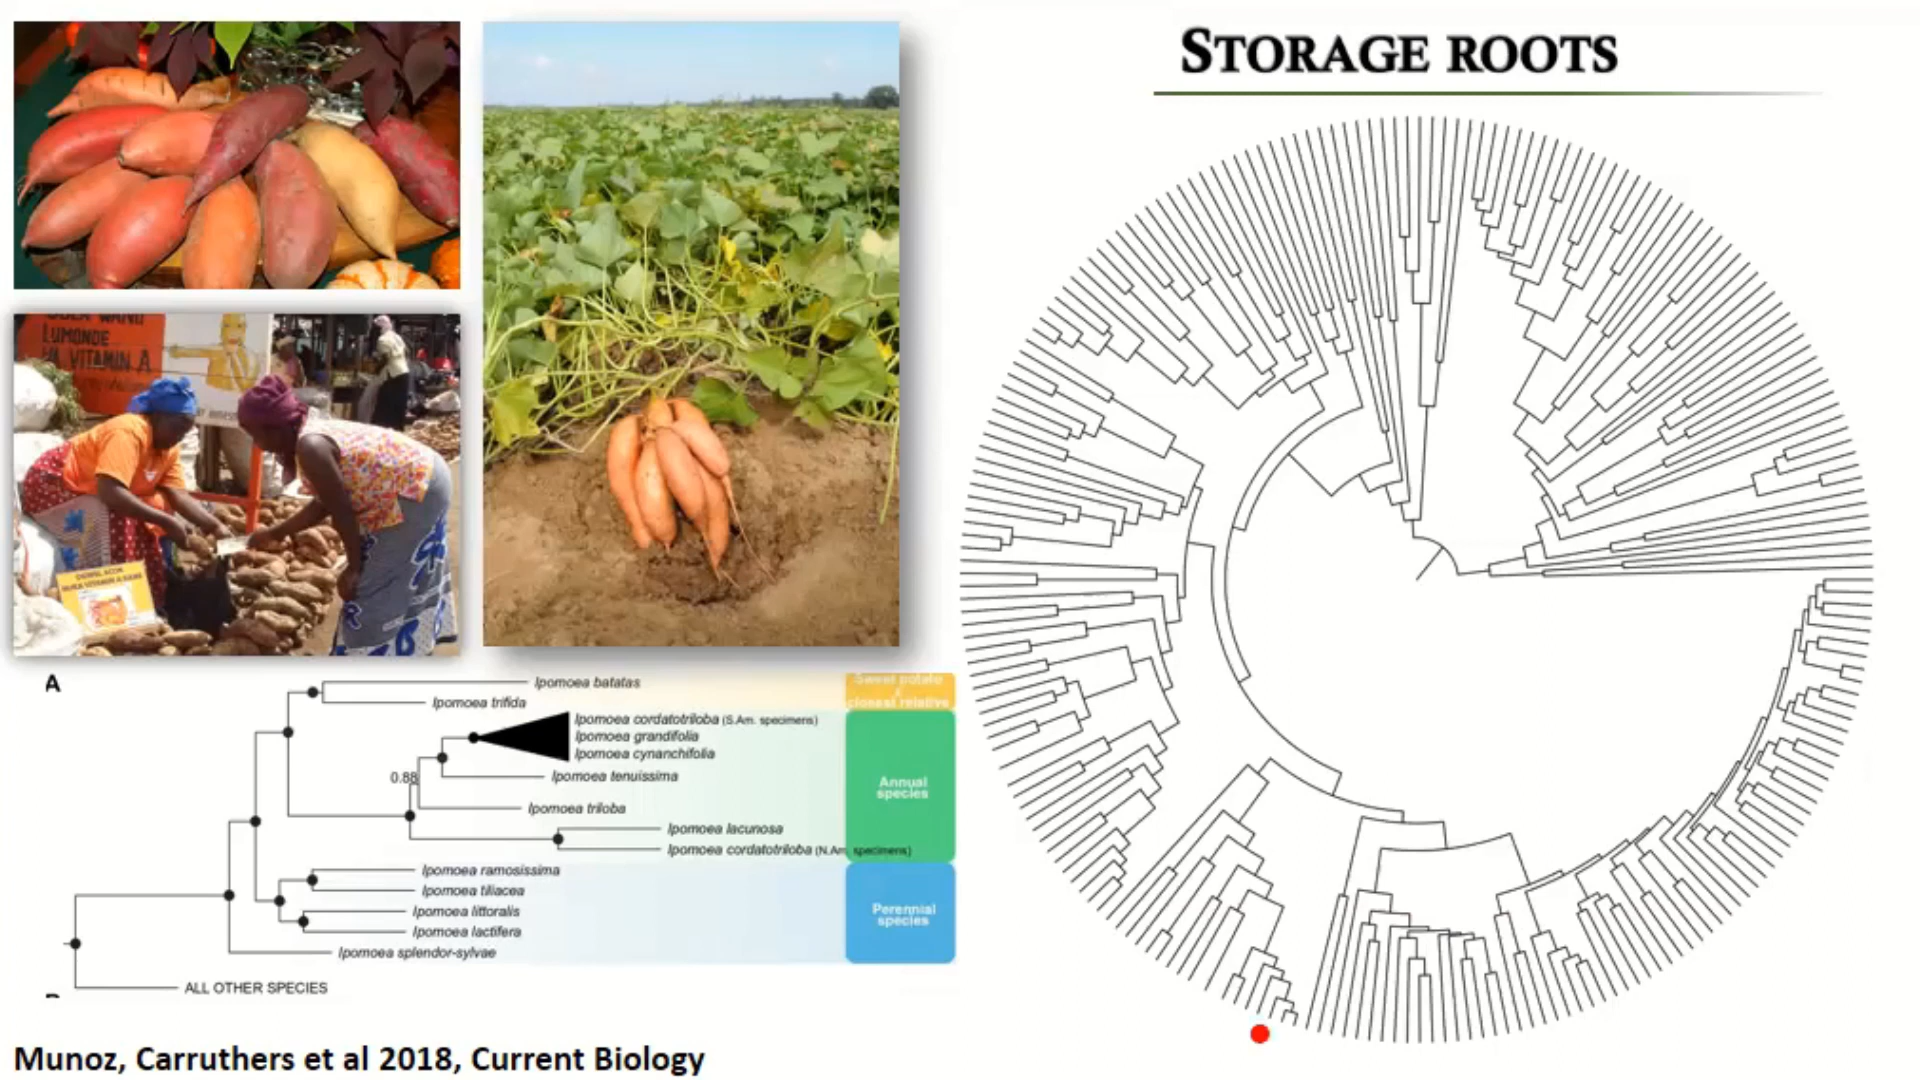 STORAGE ROOTS
LUMONDE
VITAMIN A
A
Ipomoea batatas
Ipomoea trifida
Ipomoea cordatotriloba (S.Am. specimens)
Ipomoea grandifolia
Ipomoea cynanchifolia
Ipomoea tenuissima
0.88
Ipomoea triloba
Ipomoea lacunosa
Ipomoea cordatotriloba (N.Am. specimens)
Ipomoea ramosissima
Ipomoea tiliacea
Ipomoea littoralis
Ipomoea lactifera
Ipomoea splendor-sylvae
ALL OTHER SPECIES
Sweet potato
closest relative
Annual
species
Perennial
species
Munoz, Carruthers et al 2018, Current Biology